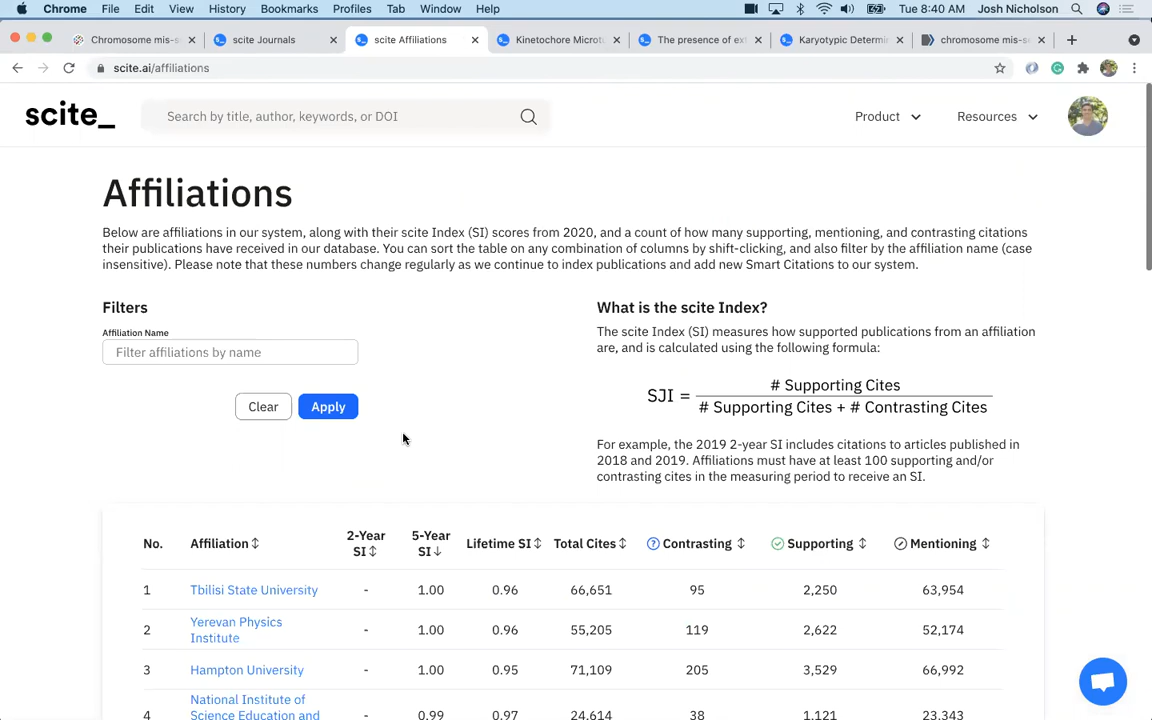 Chrome File Edit View History Bookmarks Profiles Tab Window Help Tue 8:40 AM Josh Nicholson
Chromosome mis-s
scite Journals
scite Affiliations
Kinetochore Microtu
The presence of ext
Karyotypic Determin
chromosome mis-se
scite.ai/affiliations
scite_
Search by title, author, keywords, or DOI
Product
Resources
Affiliations
Below are affiliations in our system, along with their scite Index (SI) scores from 2020, and a count of how many supporting, mentioning, and contrasting citations
their publications have received in our database. You can sort the table on any combination of columns by shift-clicking, and also filter by the affiliation name (case
insensitive). Please note that these numbers change regularly as we continue to index publications and add new Smart Citations to our system.
Filters
Affiliation Name
Filter affiliations by name
Clear
Apply
What is the scite Index?
The scite Index (SI) measures how supported publications from an affiliation
are, and is calculated using the following formula:
SJI =
# Supporting Cites
# Supporting Cites + # Contrasting Cites
For example, the 2019 2-year SI includes citations to articles published in
2018 and 2019. Affiliations must have at least 100 supporting and/or
contrasting cites in the measuring period to receive an SI.
No. Affiliation 2-Year SI 5-Year SI Lifetime SI Total Cites Contrasting Supporting Mentioning
1 Tbilisi State University - 1.00 0.96 66,651 95 2,250 63,954
2 Yerevan Physics Institute - 1.00 0.96 55,205 119 2,622 52,174
3 Hampton University - 1.00 0.95 71,109 205 3,529 66,992
4 National Institute of Science Education and - 0.99 0.97 24,614 38 1,121 23,343